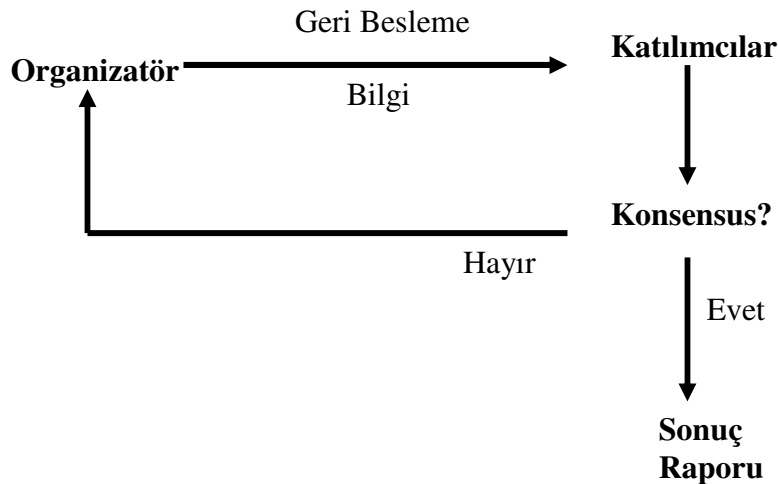 Geri Besleme
Katılımcılar
Organizatör
Bilgi
Konsensus?
Hayır
Evet
Sonuç
Raporu